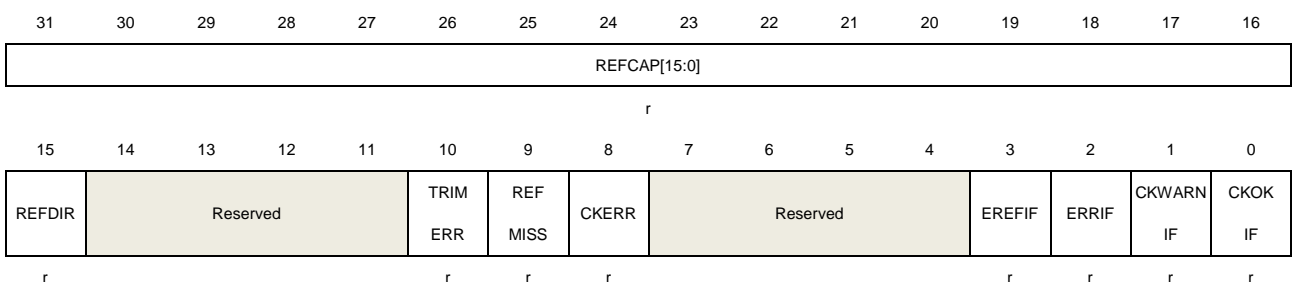 31 30 29 28 27 26 25 24 23 22 21 20 19 18 17 16
REFCAP[15:0]
r
15 14 13 12 11 10 9 8 7 6 5 4 3 2 1 0
REFDIR Reserved TRIM ERR REF MISS CKERR Reserved EREFIF ERRIF CKWARN IF CKOK IF
r r r r r r r r